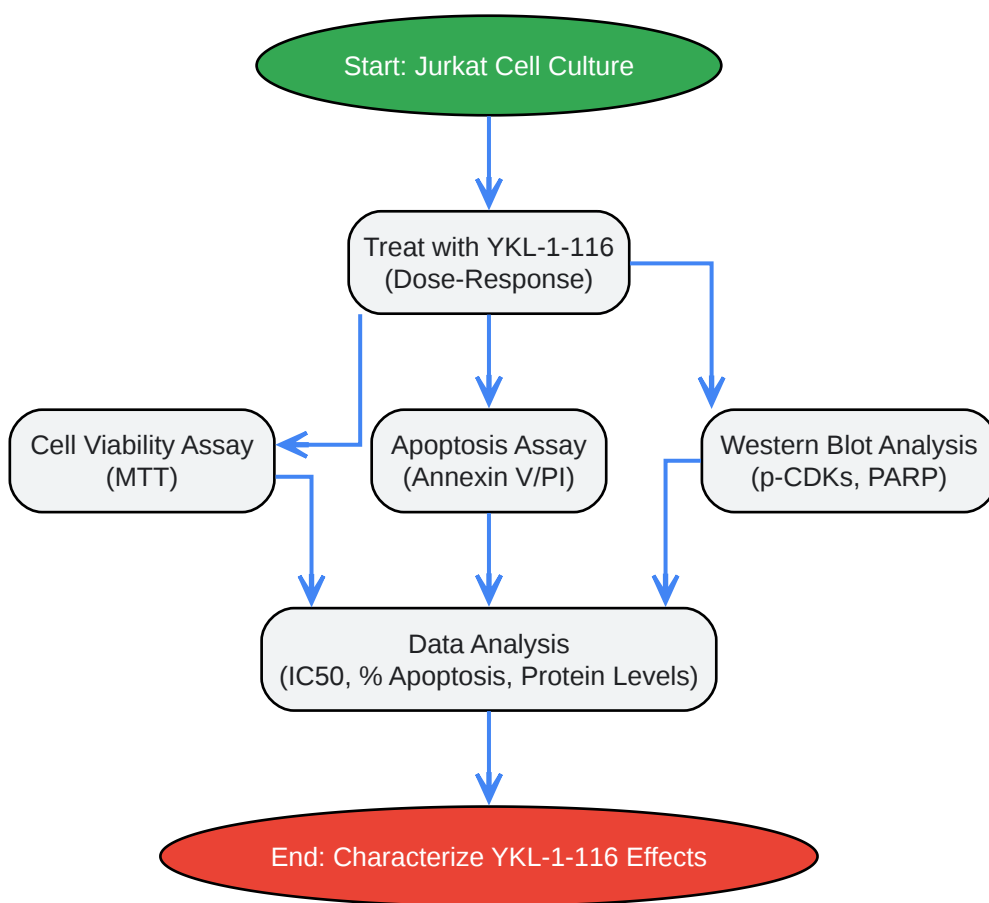 Start: Jurkat Cell Culture
Treat with YKL-1-116
(Dose-Response)
Cell Viability Assay
(MTT)
Apoptosis Assay
(Annexin V/PI)
Western Blot Analysis
(p-CDKs, PARP)
Data Analysis
(IC50, % Apoptosis, Protein Levels)
End: Characterize YKL-1-116 Effects